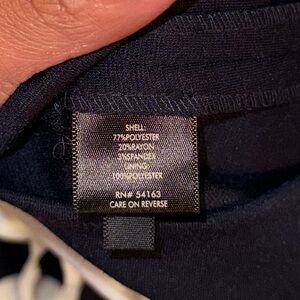 SHELL:
77%POLYESTER
20%RAYON
3%SPANDEX
LINING:
100%POLYESTER
RN# 54163
CARE ON REVERSE